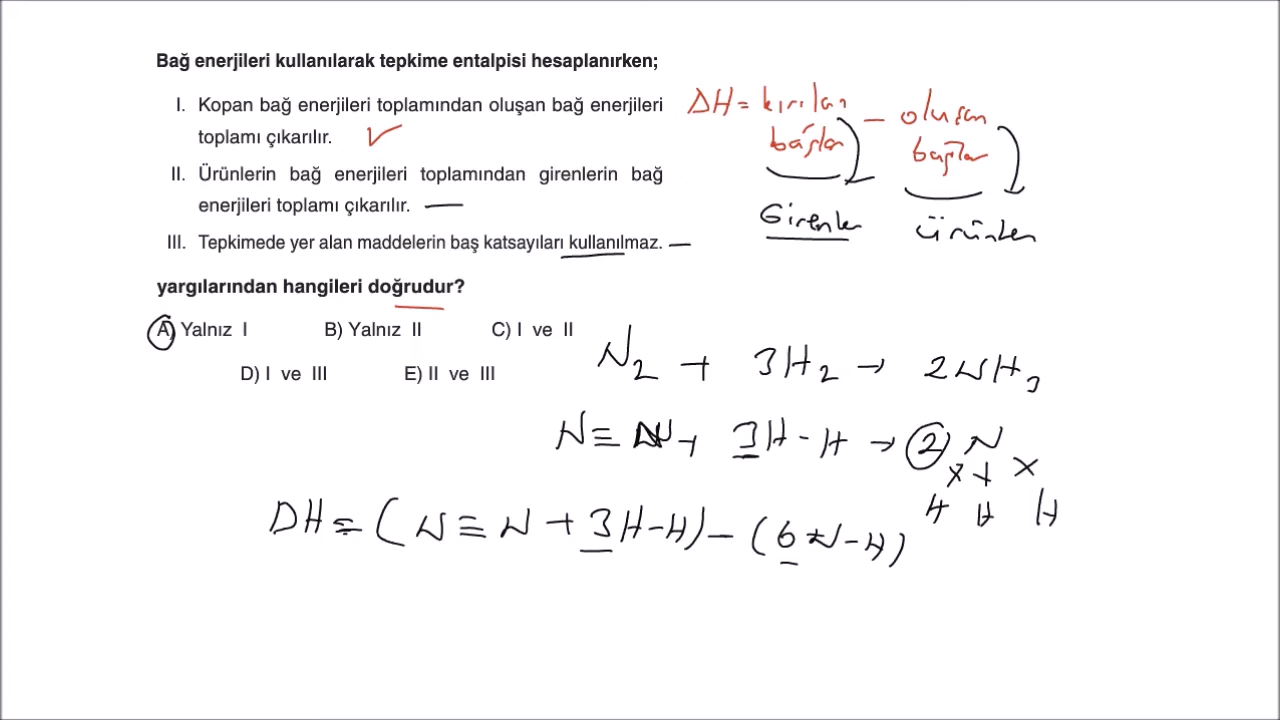 Bağ enerjileri kullanılarak tepkime entalpisi hesaplanırken;
I. Kopan bağ enerjileri toplamından oluşan bağ enerjileri
toplamı çıkarılır.
II. Ürünlerin bağ enerjileri toplamından girenlerin bağ
enerjileri toplamı çıkarılır.
III. Tepkimede yer alan maddelerin baş katsayıları kullanılmaz.
yargılarından hangileri doğrudur?
A) Yalnız I B) Yalnız II C) I ve II
D) I ve III E) II ve III
ΔH = kırılan – oluşan
bağlar bağlar
Girenler ürünler
N2 + 3H2 → 2NH3
N≡N + 3H-H → 2 N
H H H
DH = (N≡N + 3H-H) – (6 N-H)